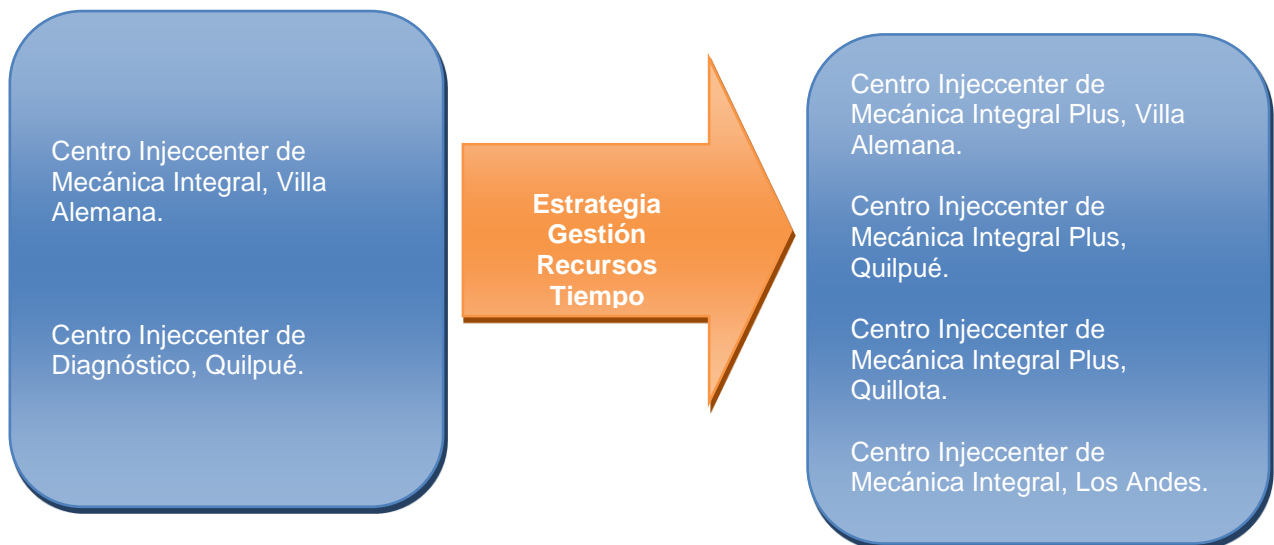 Centro Injeccenter de
Mecánica Integral, Villa
Alemana.
Centro Injeccenter de
Diagnóstico, Quilpué.
Estrategia
Gestión
Recursos
Tiempo
Centro Injeccenter de
Mecánica Integral Plus, Villa
Alemana.
Centro Injeccenter de
Mecánica Integral Plus,
Quilpué.
Centro Injeccenter de
Mecánica Integral Plus,
Quillota.
Centro Injeccenter de
Mecánica Integral, Los Andes.